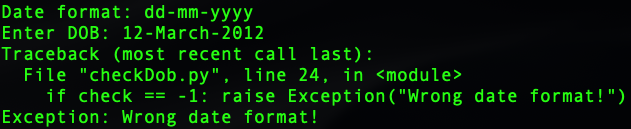 Date format: dd-mm-yyyy
Enter DOB: 12-March-2012
Traceback (most recent call last):
  File "checkDob.py", line 24, in <module>
    if check == -1: raise Exception("Wrong date format!")
Exception: Wrong date format!